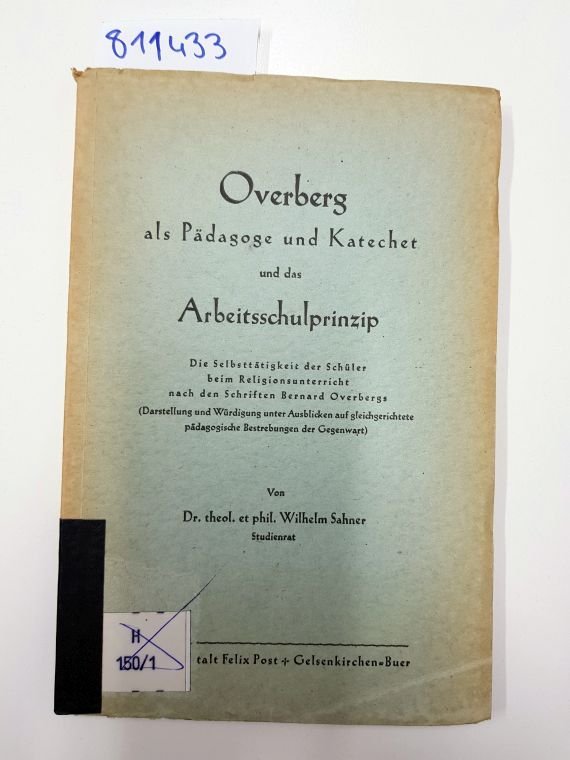 811433
Overberg
als Pädagoge und Katechet
und das
Arbeitsschulprinzip
Die Selbsttätigkeit der Schüler
beim Religionsunterricht
nach den Schriften Bernard Overbergs
(Darstellung und Würdigung unter Ausblicken auf gleichgerichtete
pädagogische Bestrebungen der Gegenwart)
Von
Dr. theol. et phil. Wilhelm Sahner
Studienrat
H
150/1
talt Felix Post + Gelsenkirchen=Buer